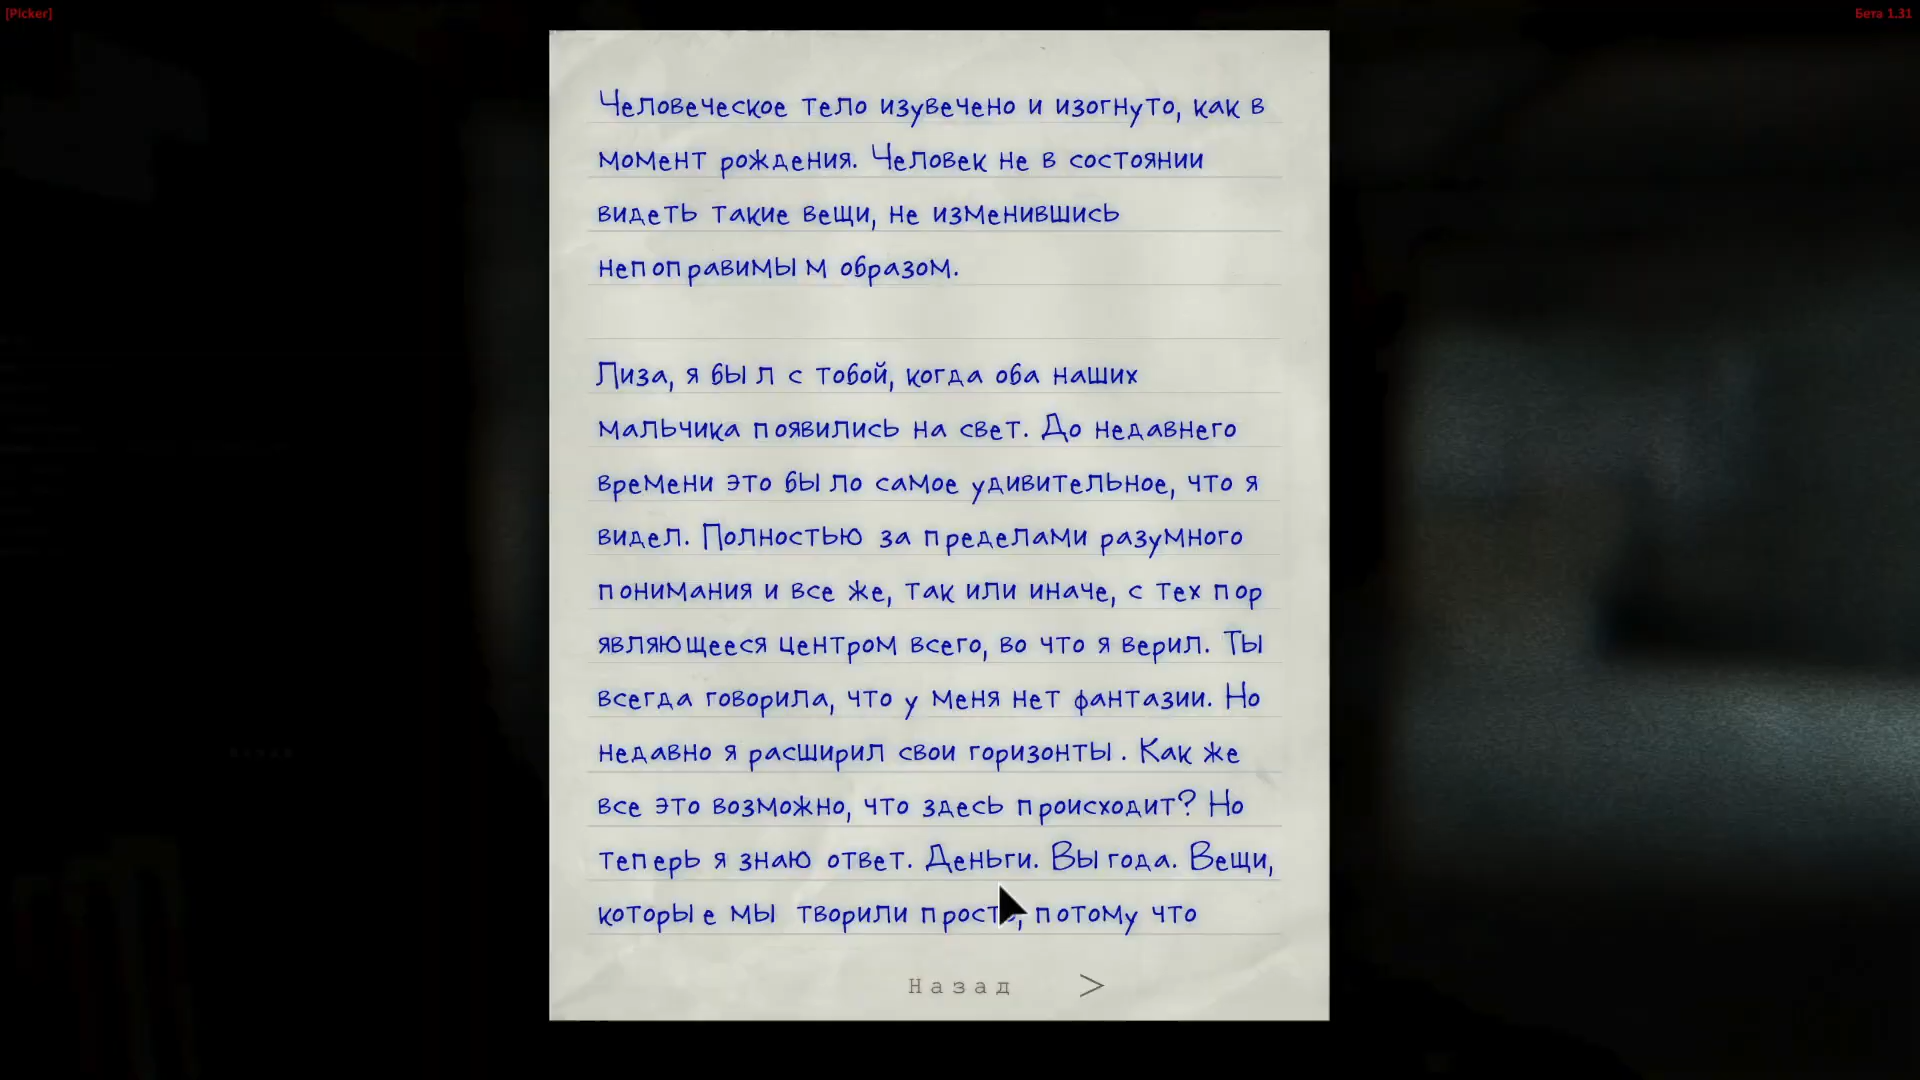 [Picker]
Бета 1.31
Человеческое тело изувечено и изогнуто, как в
момент рождения. Человек не в состоянии
видеть такие вещи, не изменившись
непоправимым образом.
Лиза, я был с тобой, когда оба наших
мальчика появились на свет. До недавнего
времени это было самое удивительное, что я
видел. Полностью за пределами разумного
понимания и все же, так или иначе, с тех пор
являющееся центром всего, во что я верил. Ты
всегда говорила, что у меня нет фантазии. Но
недавно я расширил свои горизонты. Как же
все это возможно, что здесь происходит? Но
теперь я знаю ответ. Деньги. Выгода. Вещи,
которые мы творили просто, потому что
Назад >